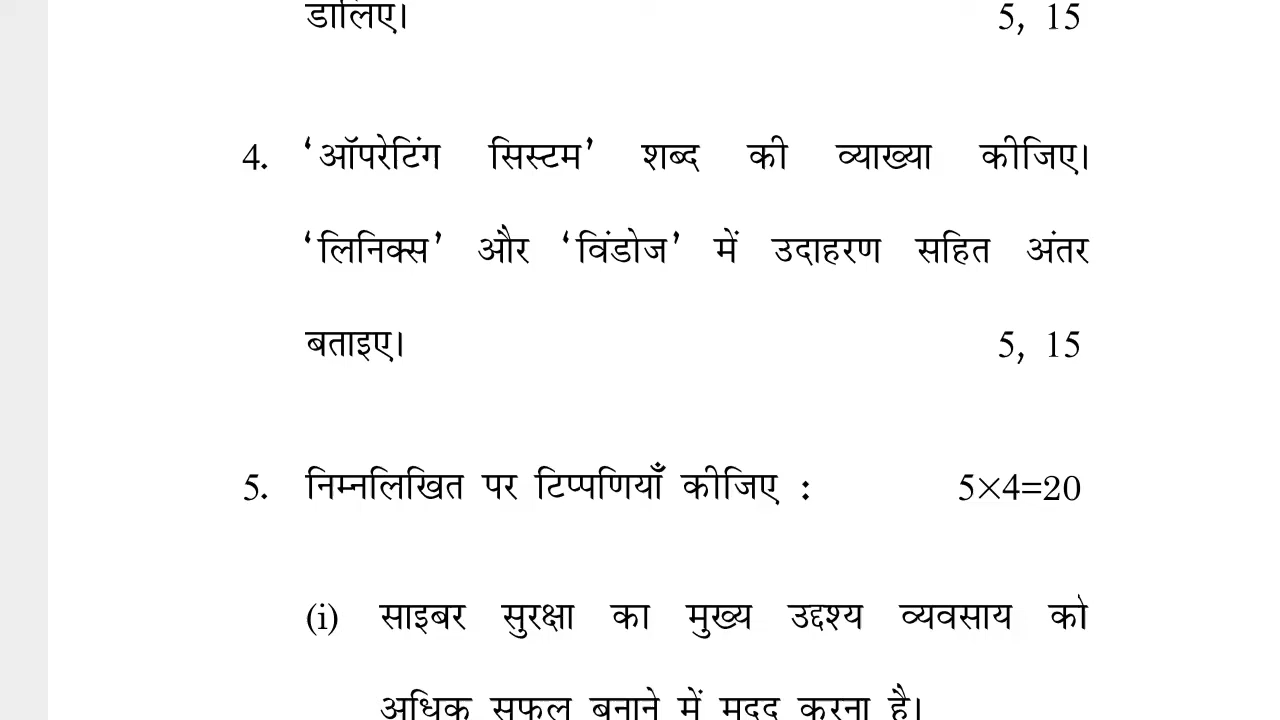 डालिए। 5, 15
4. ‘ऑपरेटिंग सिस्टम’ शब्द की व्याख्या कीजिए।
‘लिनिक्स’ और ‘विंडोज’ में उदाहरण सहित अंतर
बताइए। 5, 15
5. निम्नलिखित पर टिप्पणियाँ कीजिए : 5×4=20
(i) साइबर सुरक्षा का मुख्य उद्दश्य व्यवसाय को
अधिक सफल बनाने में मदद करना है।